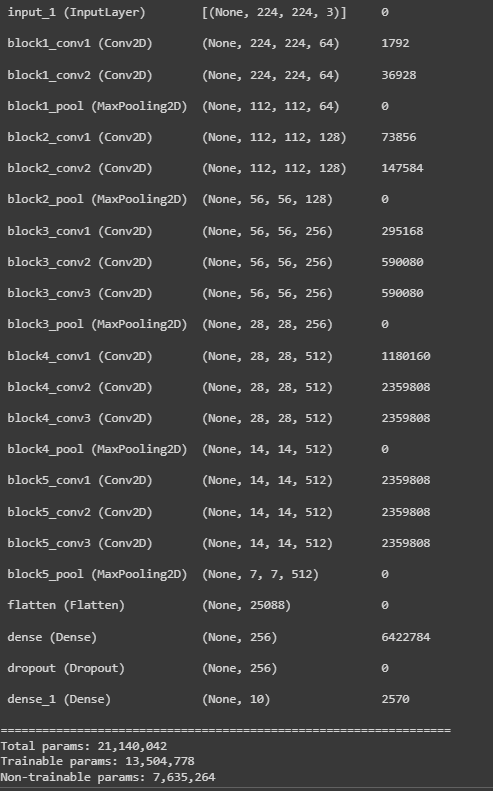 input_1 (InputLayer) [(None, 224, 224, 3)] 0
block1_conv1 (Conv2D) (None, 224, 224, 64) 1792
block1_conv2 (Conv2D) (None, 224, 224, 64) 36928
block1_pool (MaxPooling2D) (None, 112, 112, 64) 0
block2_conv1 (Conv2D) (None, 112, 112, 128) 73856
block2_conv2 (Conv2D) (None, 112, 112, 128) 147584
block2_pool (MaxPooling2D) (None, 56, 56, 128) 0
block3_conv1 (Conv2D) (None, 56, 56, 256) 295168
block3_conv2 (Conv2D) (None, 56, 56, 256) 590080
block3_conv3 (Conv2D) (None, 56, 56, 256) 590080
block3_pool (MaxPooling2D) (None, 28, 28, 256) 0
block4_conv1 (Conv2D) (None, 28, 28, 512) 1180160
block4_conv2 (Conv2D) (None, 28, 28, 512) 2359808
block4_conv3 (Conv2D) (None, 28, 28, 512) 2359808
block4_pool (MaxPooling2D) (None, 14, 14, 512) 0
block5_conv1 (Conv2D) (None, 14, 14, 512) 2359808
block5_conv2 (Conv2D) (None, 14, 14, 512) 2359808
block5_conv3 (Conv2D) (None, 14, 14, 512) 2359808
block5_pool (MaxPooling2D) (None, 7, 7, 512) 0
flatten (Flatten) (None, 25088) 0
dense (Dense) (None, 256) 6422784
dropout (Dropout) (None, 256) 0
dense_1 (Dense) (None, 10) 2570
=================================================================
Total params: 21,140,042
Trainable params: 13,504,778
Non-trainable params: 7,635,264